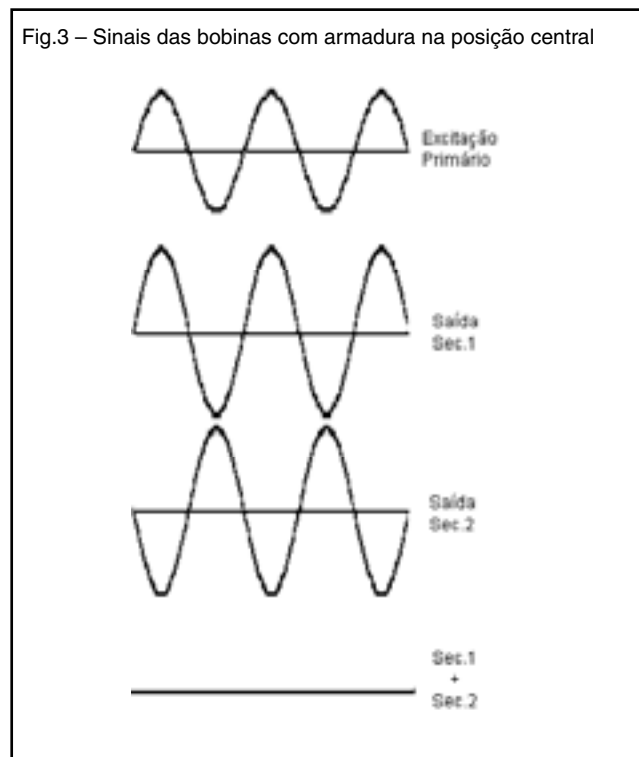 Fig.3 – Sinais das bobinas com armadura na posição central
Excitação
Primário
Saída
Sec.1
Saída
Sec.2
Sec.1
+
Sec.2